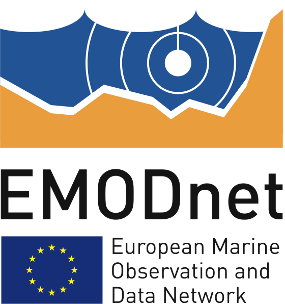 EMODnet
European Marine
Observation and
Data Network